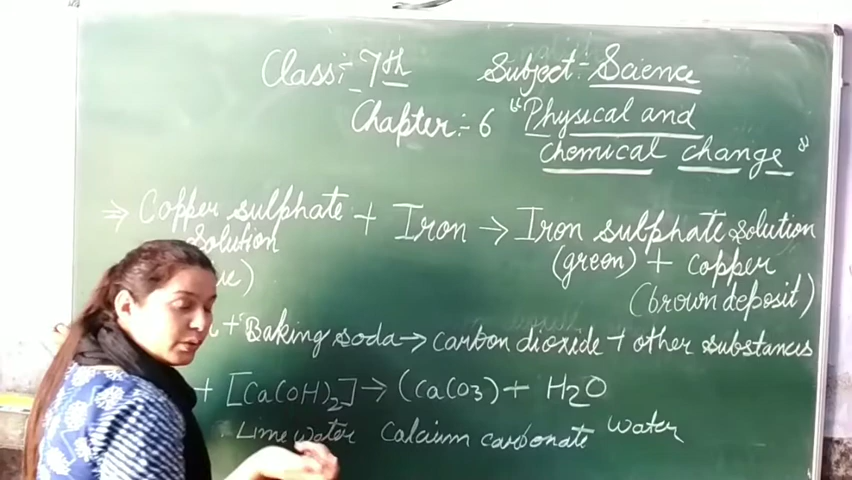 Class:- 7th Subject:- Science
Chapter:- 6 "Physical and
chemical change"
⇒ Copper sulphate + Iron → Iron sulphate solution
solution (green) + copper
(brown deposit)
+ Baking soda → carbon dioxide + other substances
+ [Ca(OH)2] → (CaCO3) + H2O
Lime water Calcium carbonate water